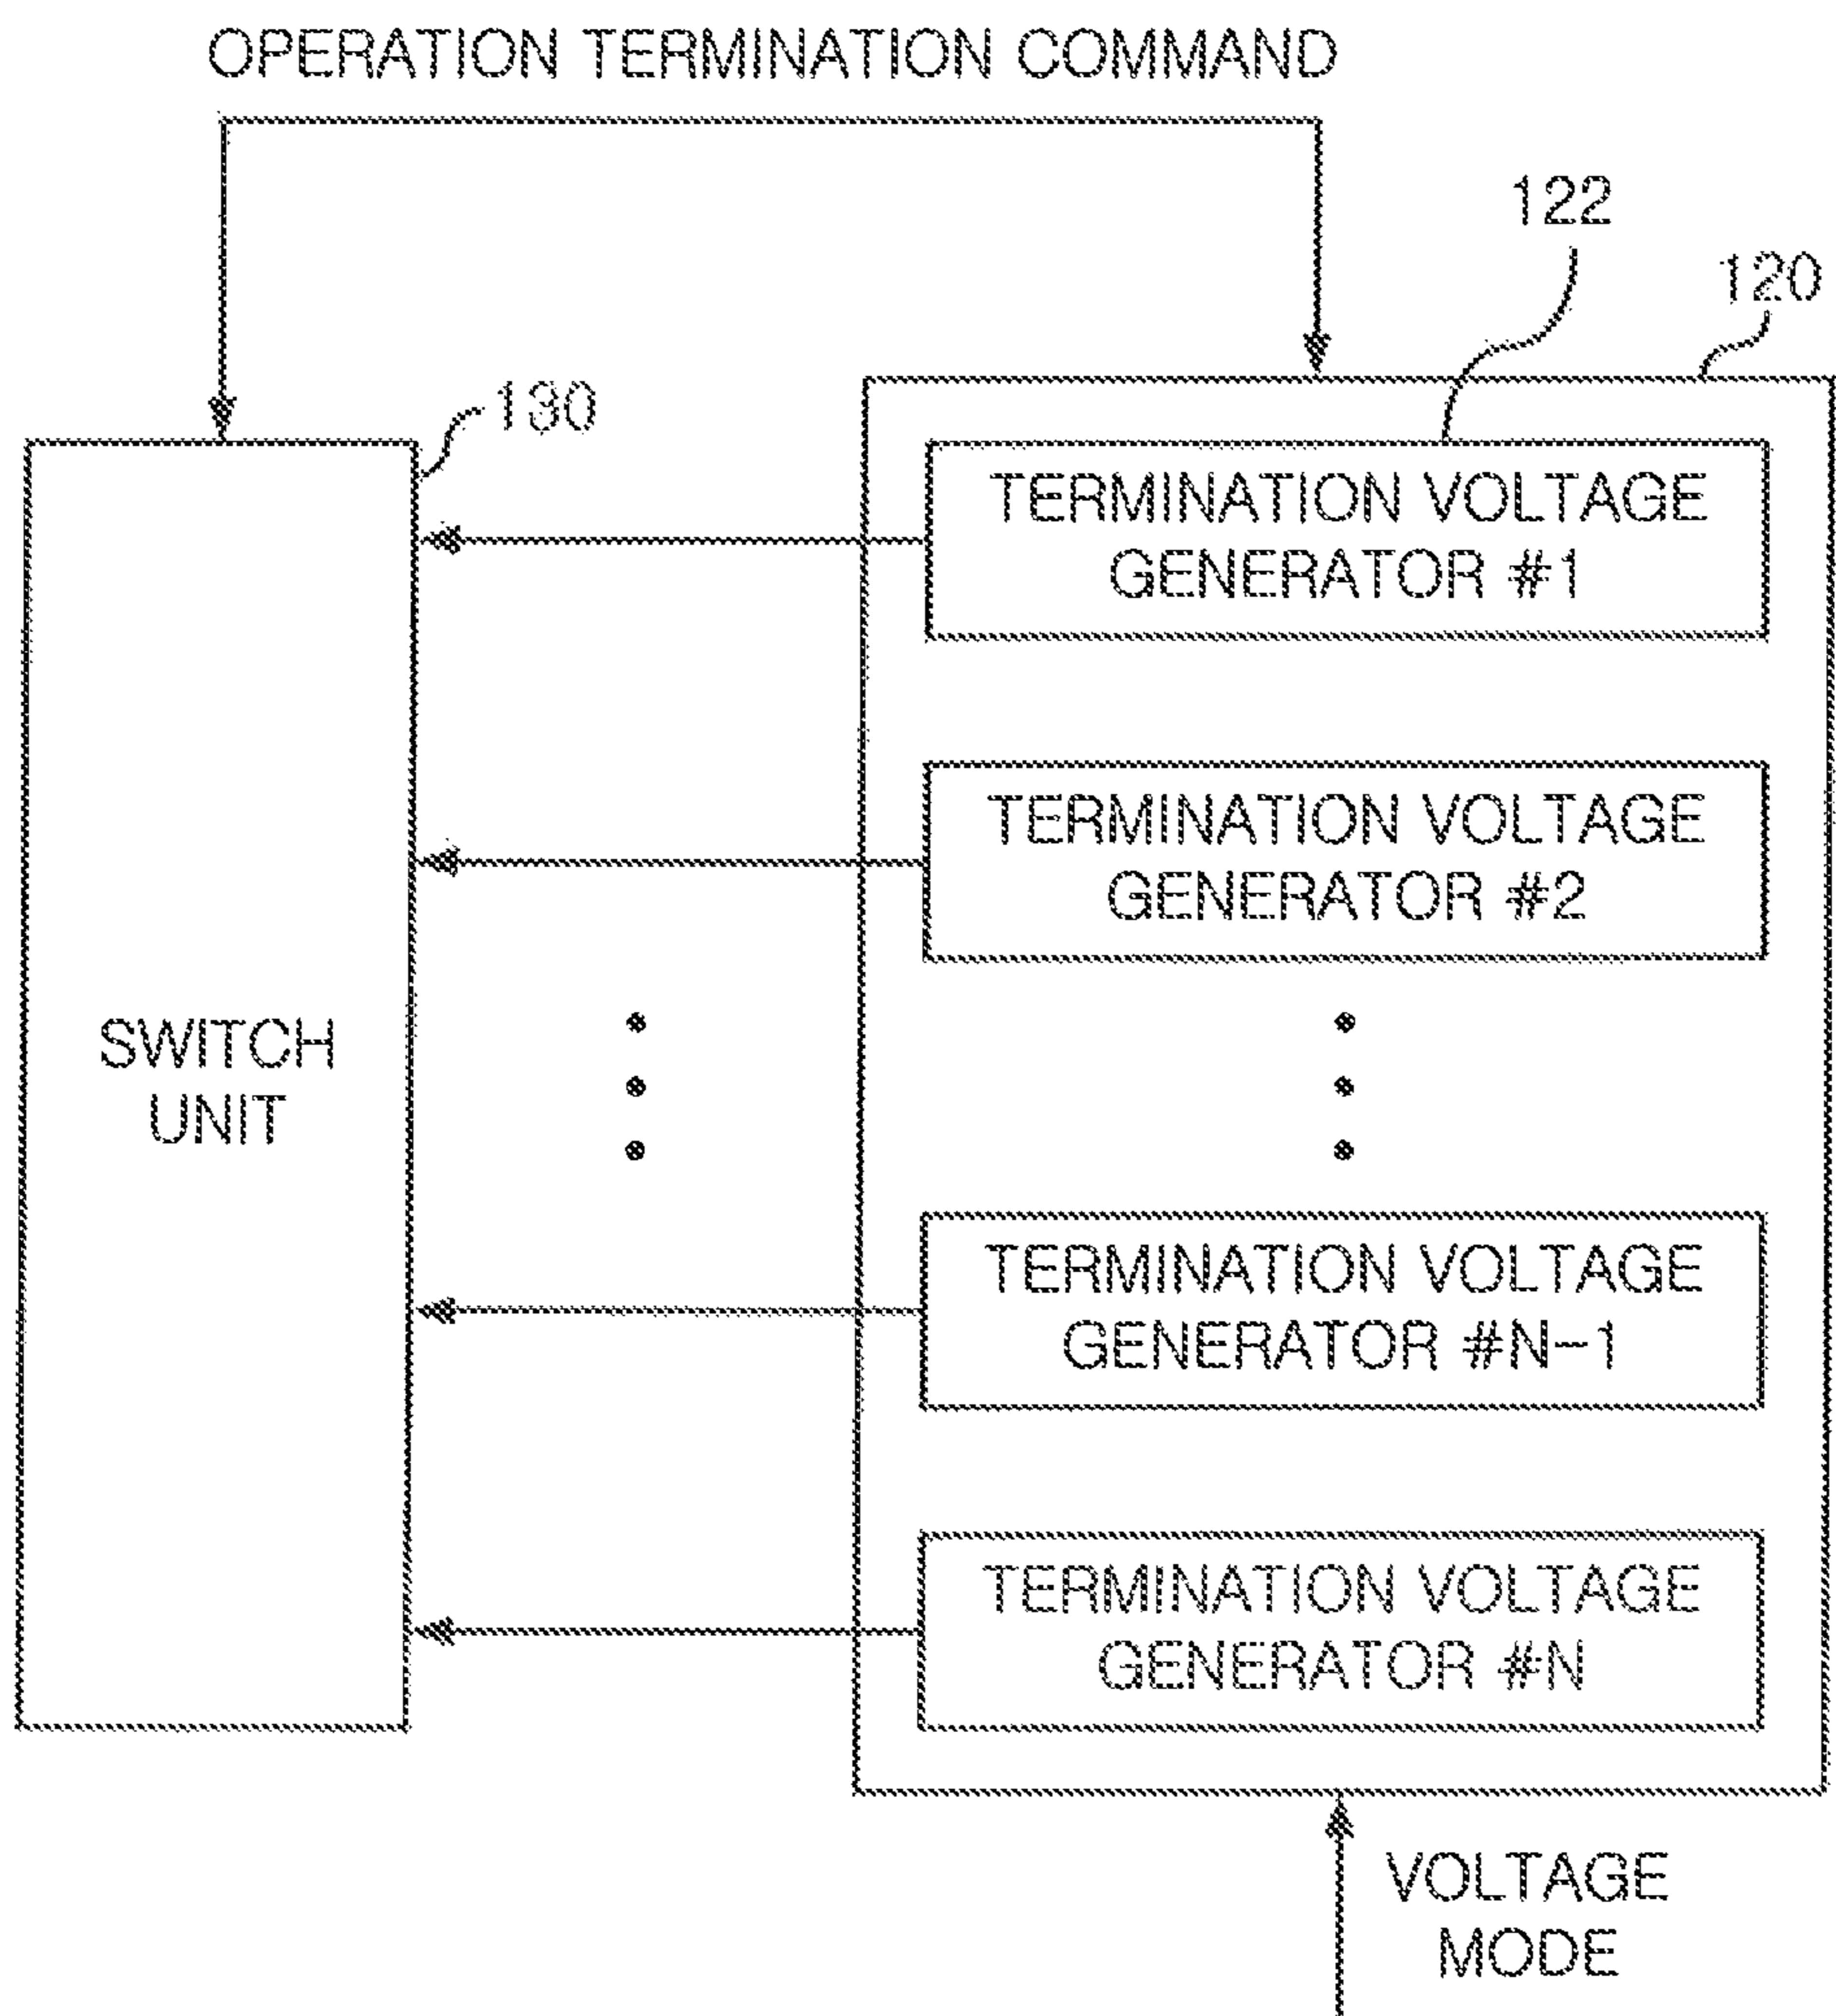 OPERATION TERMINATION COMMAND
122
120
130
TERMINATION VOLTAGE
GENERATOR #1
TERMINATION VOLTAGE
GENERATOR #2
SWITCH
UNIT
TERMINATION VOLTAGE
GENERATOR #N-1
TERMINATION VOLTAGE
GENERATOR #N
VOLTAGE
MODE